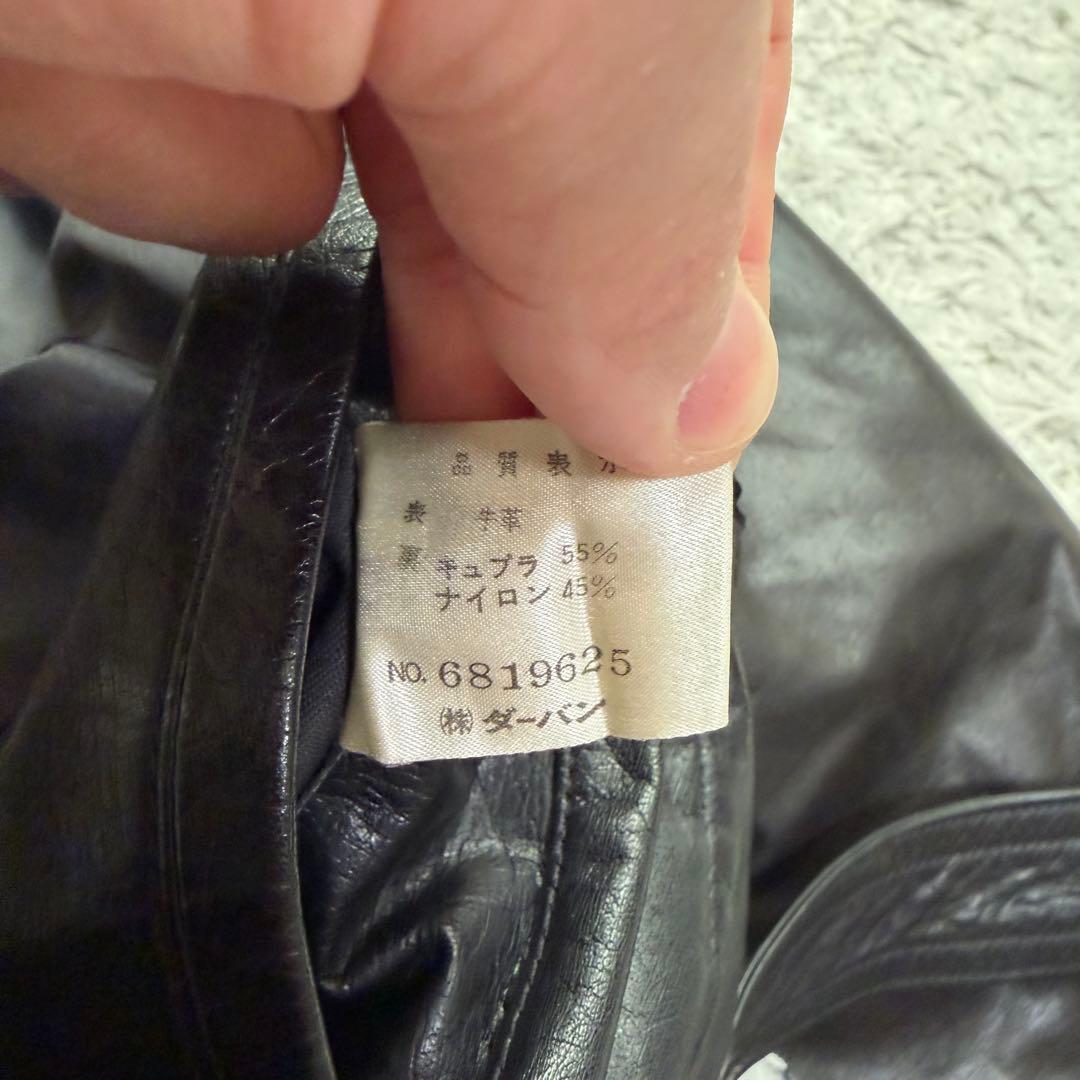 品質表示
表 牛革
裏 キュプラ 55%
ナイロン 45%
NO. 6819625
㈱ ダーバン